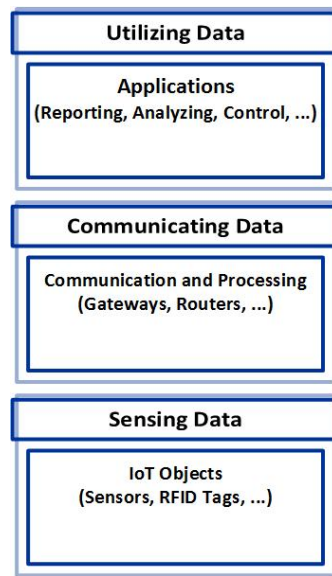 Utilizing Data
Applications
(Reporting, Analyzing, Control, ...)
Communicating Data
Communication and Processing
(Gateways, Routers, ...)
Sensing Data
IoT Objects
(Sensors, RFID Tags, ...)